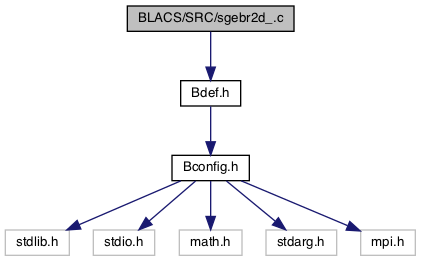 BLACS/SRC/sgebr2d_.c
Bdef.h
Bconfig.h
stdlib.h
stdio.h
math.h
stdarg.h
mpi.h